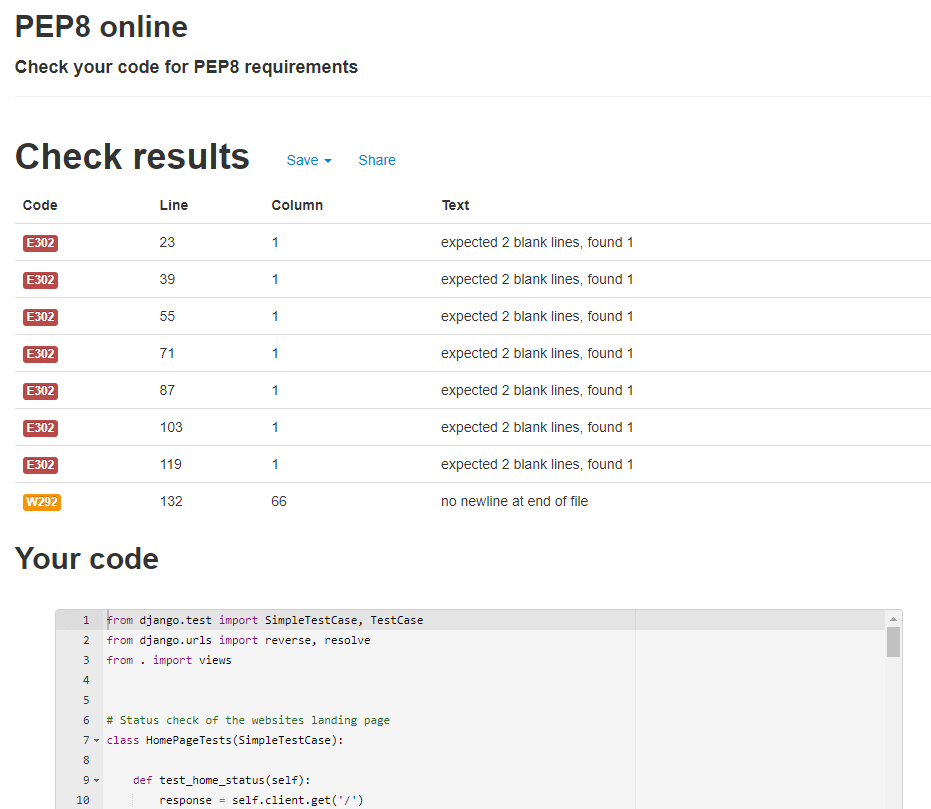 PEP8 online
Check your code for PEP8 requirements
Check results Save Share
Code Line Column Text
E302 23 1 expected 2 blank lines, found 1
E302 39 1 expected 2 blank lines, found 1
E302 55 1 expected 2 blank lines, found 1
E302 71 1 expected 2 blank lines, found 1
E302 87 1 expected 2 blank lines, found 1
E302 103 1 expected 2 blank lines, found 1
E302 119 1 expected 2 blank lines, found 1
W292 132 66 no newline at end of file
Your code
1 from django.test import SimpleTestCase, TestCase
2 from django.urls import reverse, resolve
3 from . import views
4
5
6 # Status check of the websites landing page
7 class HomePageTests(SimpleTestCase):
8
9 def test_home_status(self):
10 response = self.client.get('/')